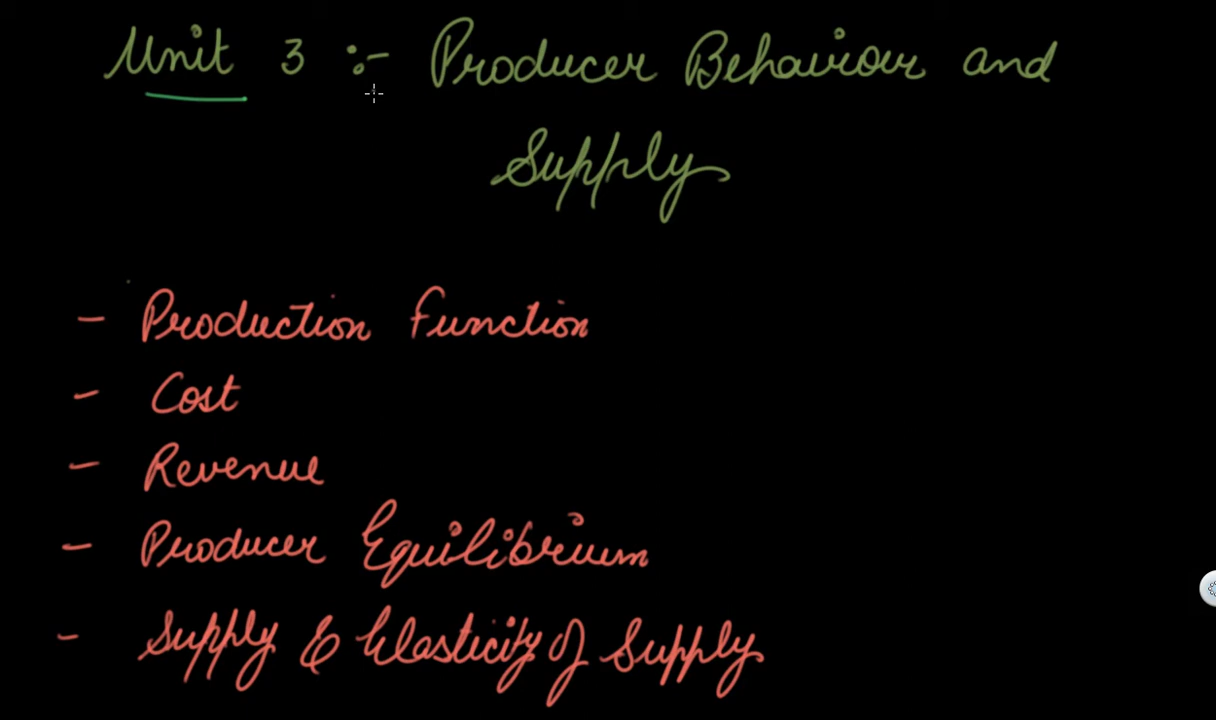 Unit 3 :- Producer Behaviour and
Supply
- Production function
- Cost
- Revenue
- Producer Equilibrium
- Supply & Elasticity of Supply